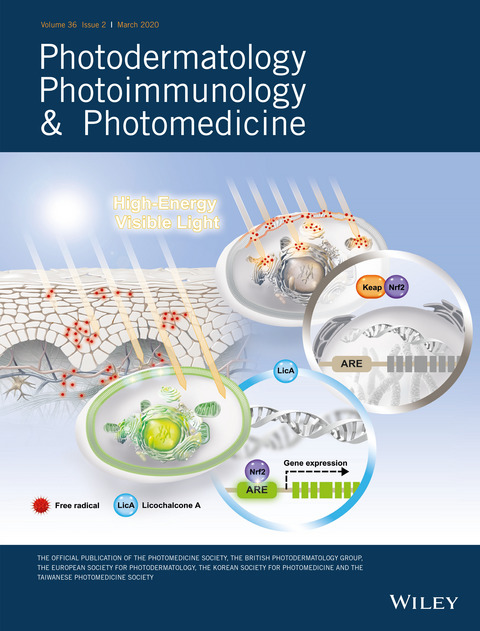 Volume 36 Issue 2 | March 2020
Photodermatology
Photoimmunology
& Photomedicine
High-Energy
Visible Light
Keap Nrf2
ARE
LicA
Nrf2
Gene expression
ARE
Free radical
LicA
Licochalcone A
THE OFFICIAL PUBLICATION OF THE PHOTOMEDICINE SOCIETY, THE BRITISH PHOTODERMATOLOGY GROUP,
THE EUROPEAN SOCIETY FOR PHOTODERMATOLOGY, THE KOREAN SOCIETY FOR PHOTOMEDICINE AND THE
TAIWANESE PHOTOMEDICINE SOCIETY
WILEY